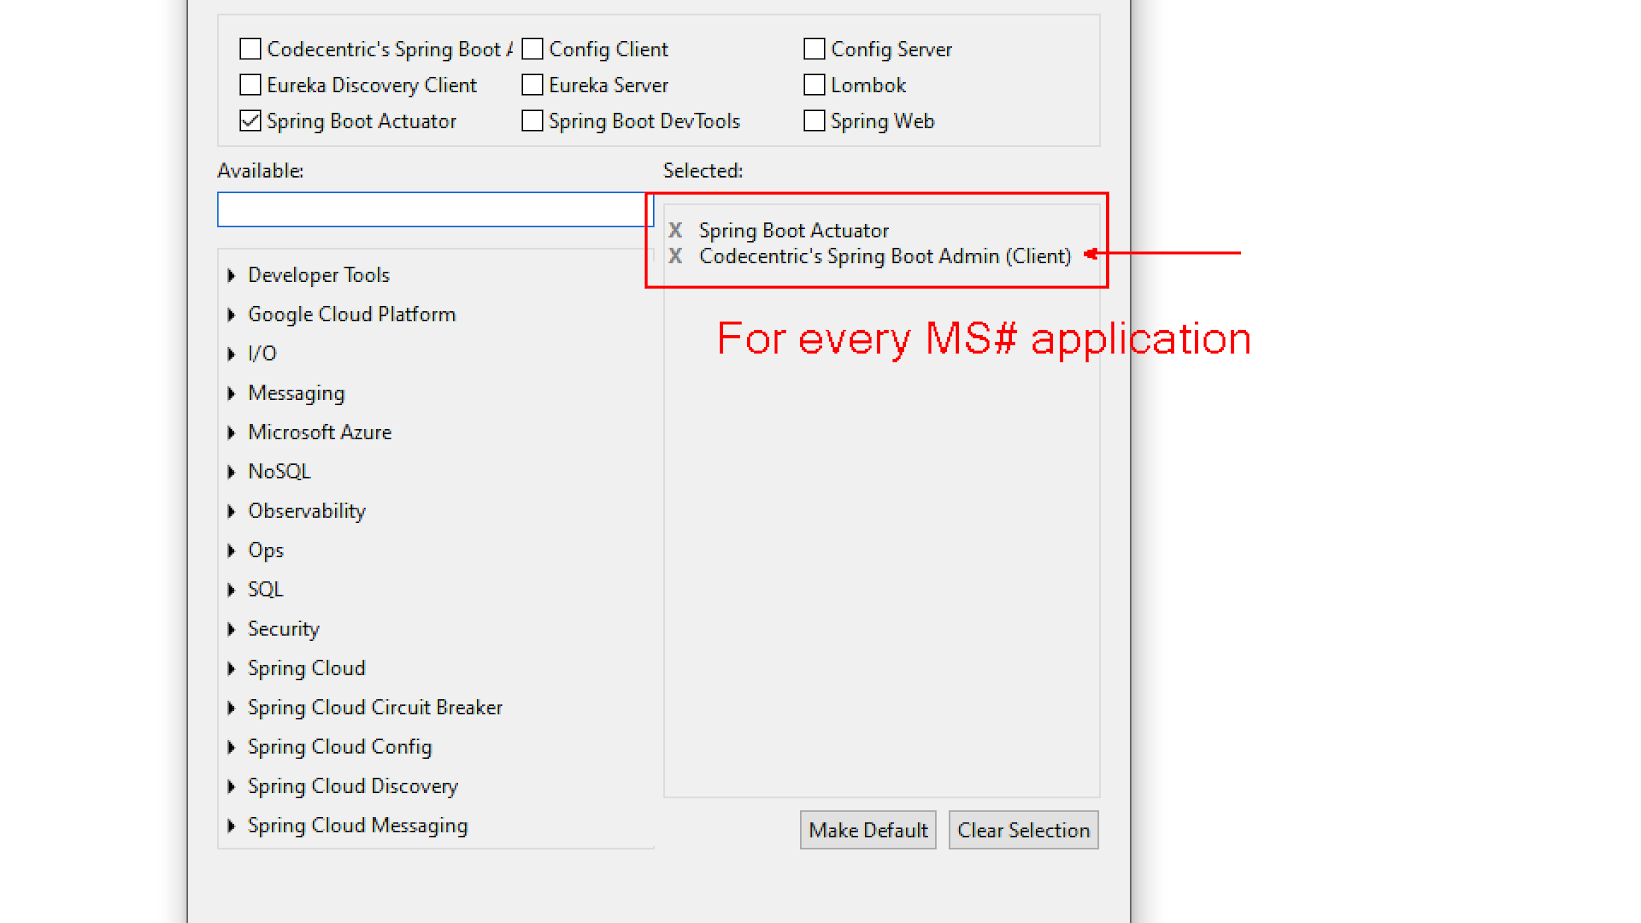 Codecentric's Spring Boot A Config Client Config Server
Eureka Discovery Client Eureka Server Lombok
Spring Boot Actuator Spring Boot DevTools Spring Web
Available: Selected:
X Spring Boot Actuator
X Codecentric's Spring Boot Admin (Client)
For every MS# application
Developer Tools
Google Cloud Platform
I/O
Messaging
Microsoft Azure
NoSQL
Observability
Ops
SQL
Security
Spring Cloud
Spring Cloud Circuit Breaker
Spring Cloud Config
Spring Cloud Discovery
Spring Cloud Messaging
Make Default Clear Selection